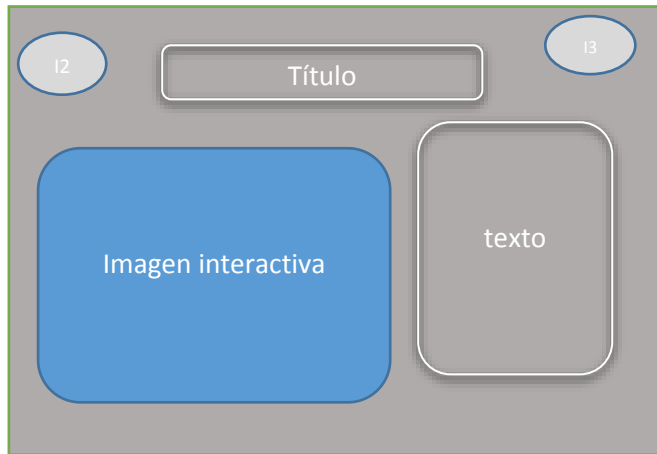 I2
Título
I3
Imagen interactiva
texto